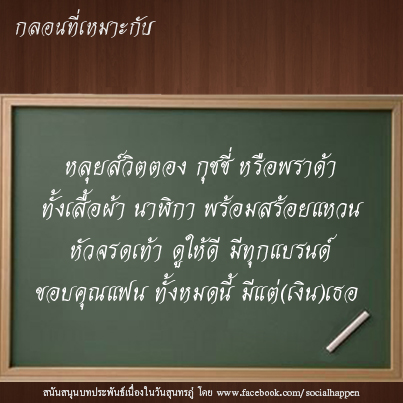 กลอนที่เหมาะกับ
หลุยส์วิตตอง กุชชี่ หรือพราด้า
ทั้งเสื้อผ้า นาฬิกา พร้อมสร้อยแหวน
หัวจรดเท้า ดูให้ดี มีทุกแบรนด์
ขอบคุณแฟน ทั้งหมดนี้ มีแต่(เงิน)เธอ
สนับสนุนบทประพันธ์เนื่องในวันสุนทรภู่ โดย www.facebook.com/socialhappen